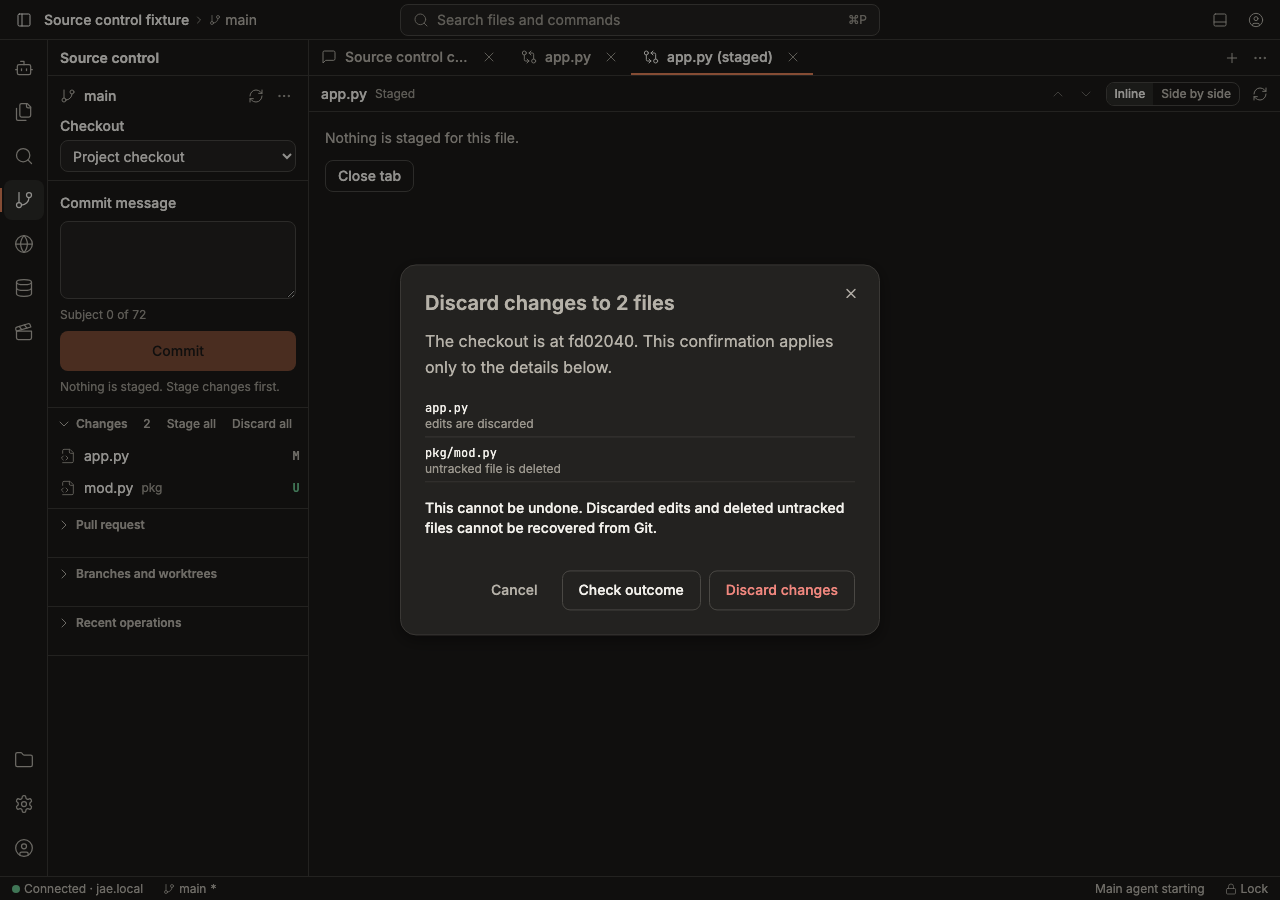 Source control fixture
main
Search files and commands
⌘P
Source control
Source control c...
app.py
app.py (staged)
main
app.py Staged
Inline
Side by side
Checkout
Project checkout
Nothing is staged for this file.
Close tab
Commit message
Subject 0 of 72
Commit
Nothing is staged. Stage changes first.
Changes 2 Stage all Discard all
app.py M
mod.py pkg U
Pull request
Branches and worktrees
Recent operations
Discard changes to 2 files
The checkout is at fd02040. This confirmation applies
only to the details below.
app.py
edits are discarded
pkg/mod.py
untracked file is deleted
This cannot be undone. Discarded edits and deleted untracked
files cannot be recovered from Git.
Cancel
Check outcome
Discard changes
Connected · jae.local
main *
Main agent starting
Lock